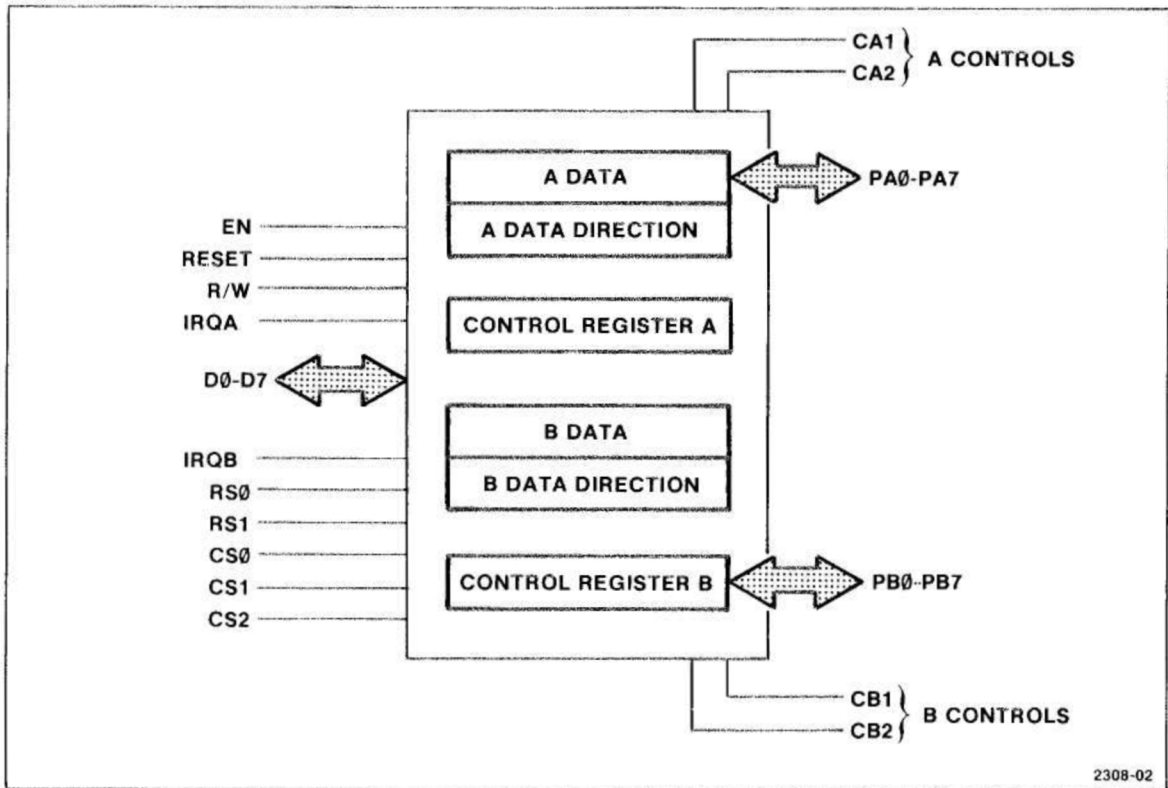 CA1
CA2
A CONTROLS
A DATA
PAØ-PA7
A DATA DIRECTION
EN
RESET
R/W
IRQA
CONTROL REGISTER A
DØ-D7
B DATA
IRQB
B DATA DIRECTION
RSØ
RS1
CSØ
CONTROL REGISTER B
PBØ-PB7
CS1
CS2
CB1
CB2
B CONTROLS
2308-02